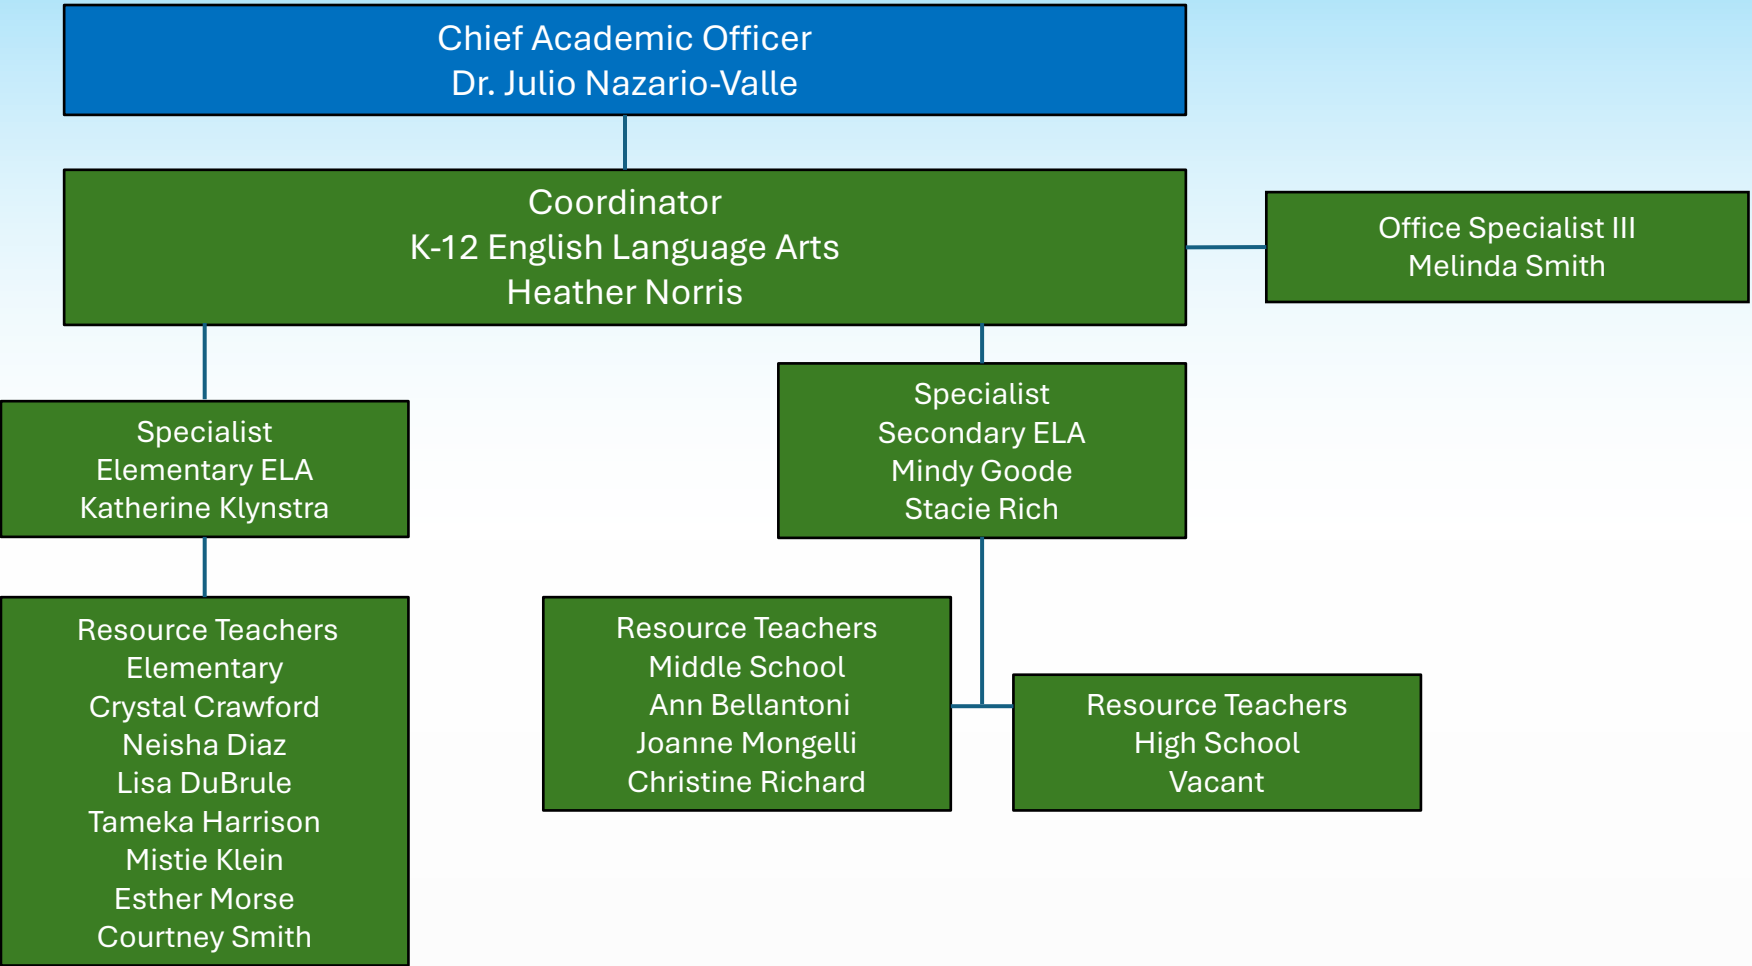 Chief Academic Officer
Dr. Julio Nazario-Valle
Coordinator
K-12 English Language Arts
Heather Norris
Office Specialist III
Melinda Smith
Specialist
Elementary ELA
Katherine Klynstra
Specialist
Secondary ELA
Mindy Goode
Stacie Rich
Resource Teachers
Elementary
Crystal Crawford
Neisha Diaz
Lisa DuBrule
Tameka Harrison
Mistie Klein
Esther Morse
Courtney Smith
Resource Teachers
Middle School
Ann Bellantoni
Joanne Mongelli
Christine Richard
Resource Teachers
High School
Vacant